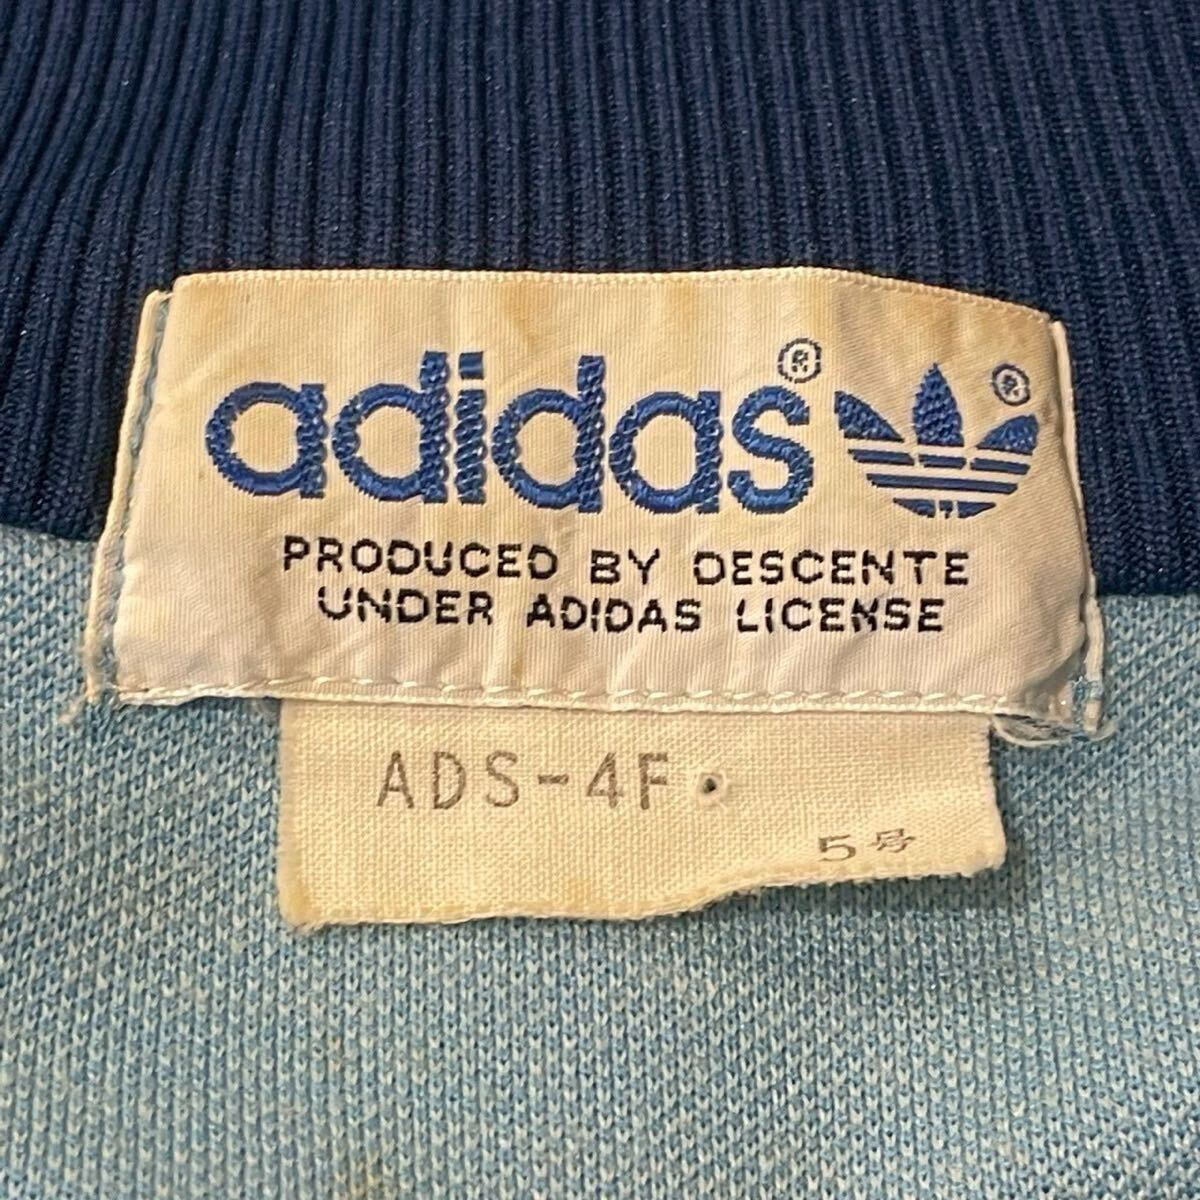 adidas® ®
PRODUCED BY DESCENTE
UNDER ADIDAS LICENSE
ADS-4F
5号